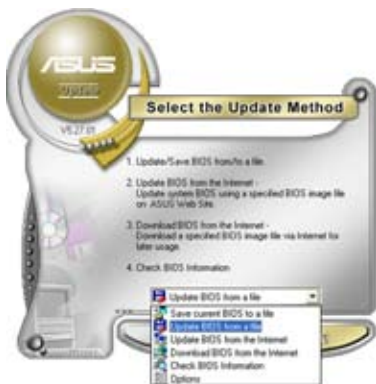 ASUS
Update
V5.27.01
Select the Update Method
1. Update/Save BIOS from/to a file
2. Update BIOS from the Internet -
Update system BIOS using a specified BIOS image file
on ASUS Web Site.
3. Download BIOS from the Internet -
Download a specified BIOS image file via Internet for
later usage.
4. Check BIOS Information
Update BIOS from a file
Save current BIOS to a file
Update BIOS from a file
Update BIOS from the Internet
Download BIOS from the Internet
Check BIOS Information
Options